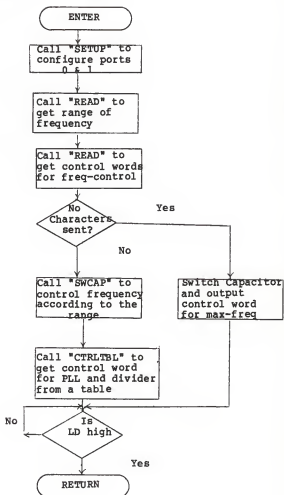 ENTER
Call "SETUP" to
configure ports
0 & 1
Call "READ" to
get range of
frequency
Call "READ" to
get control words
for freq-control
No
Characters
sent?
Yes
No
Call "SWCAP" to
control frequency
according to the
range
Switch Capacitor
and output
control word
for max-freq
Call "CTRLTBL" to
get control word
for PLL and divider
from a table
No
Is
LD high
Yes
RETURN